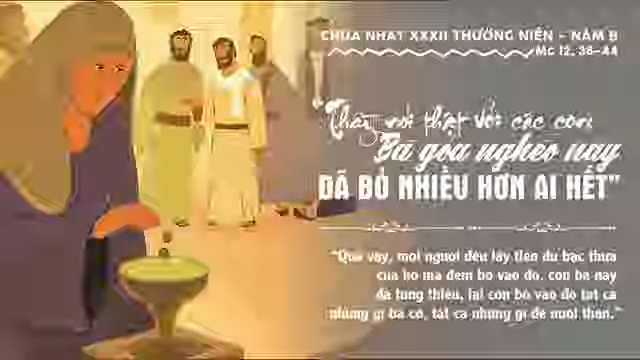 CHÚA NHẬT XXXII THƯỜNG NIÊN - NĂM B
Mc 12, 38-44
"Thầy nói thật với các con:
Bà góa nghèo này
ĐÃ BỎ NHIỀU HƠN AI HẾT"
"Quả vậy, mọi người đều lấy tiền dư bạc thừa
của họ mà đem bỏ vào đó, còn bà này
đã túng thiếu, lại còn bỏ vào đó tất cả
những gì bà có, tất cả những gì để nuôi thân."